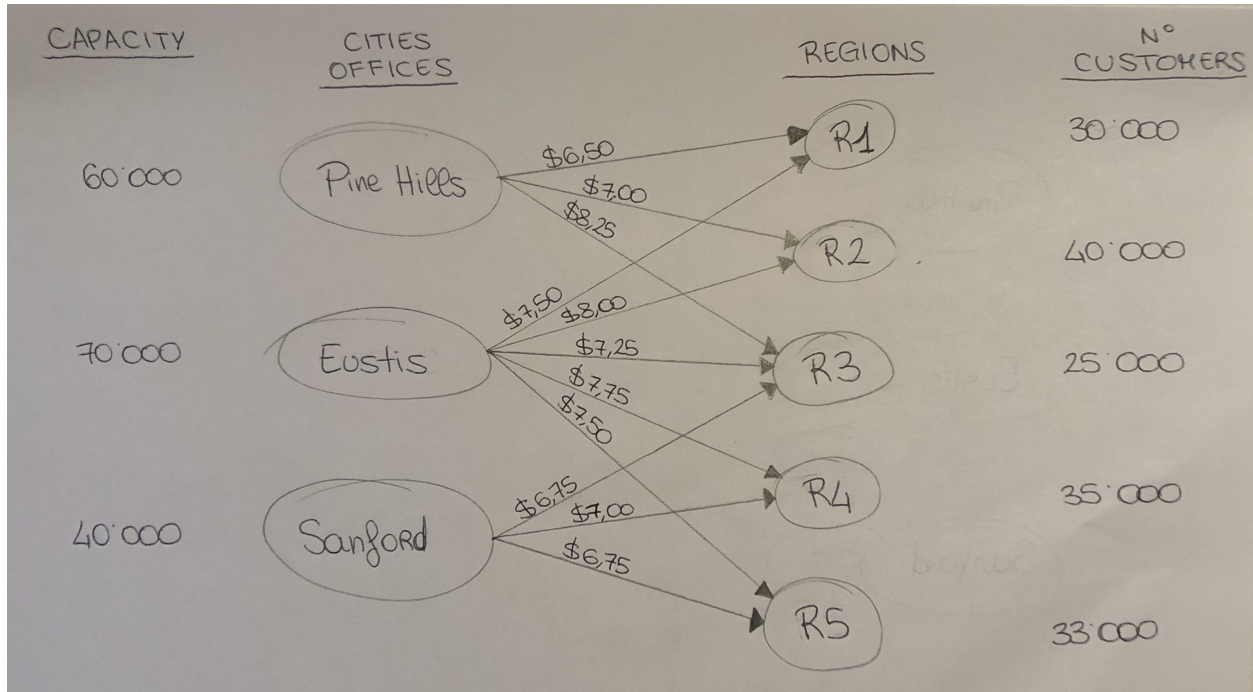 CAPACITY
CITIES
OFFICES
REGIONS
N°
CUSTOMERS
60'000
Pine Hills
$6,50
$7,00
$8,25
R1
30'000
R2
40'000
70'000
Eustis
$7,50
$8,00
$7,25
$7,75
$7,50
R3
25'000
40'000
Sanford
$6,75
$7,00
$6,75
R4
35'000
R5
33'000